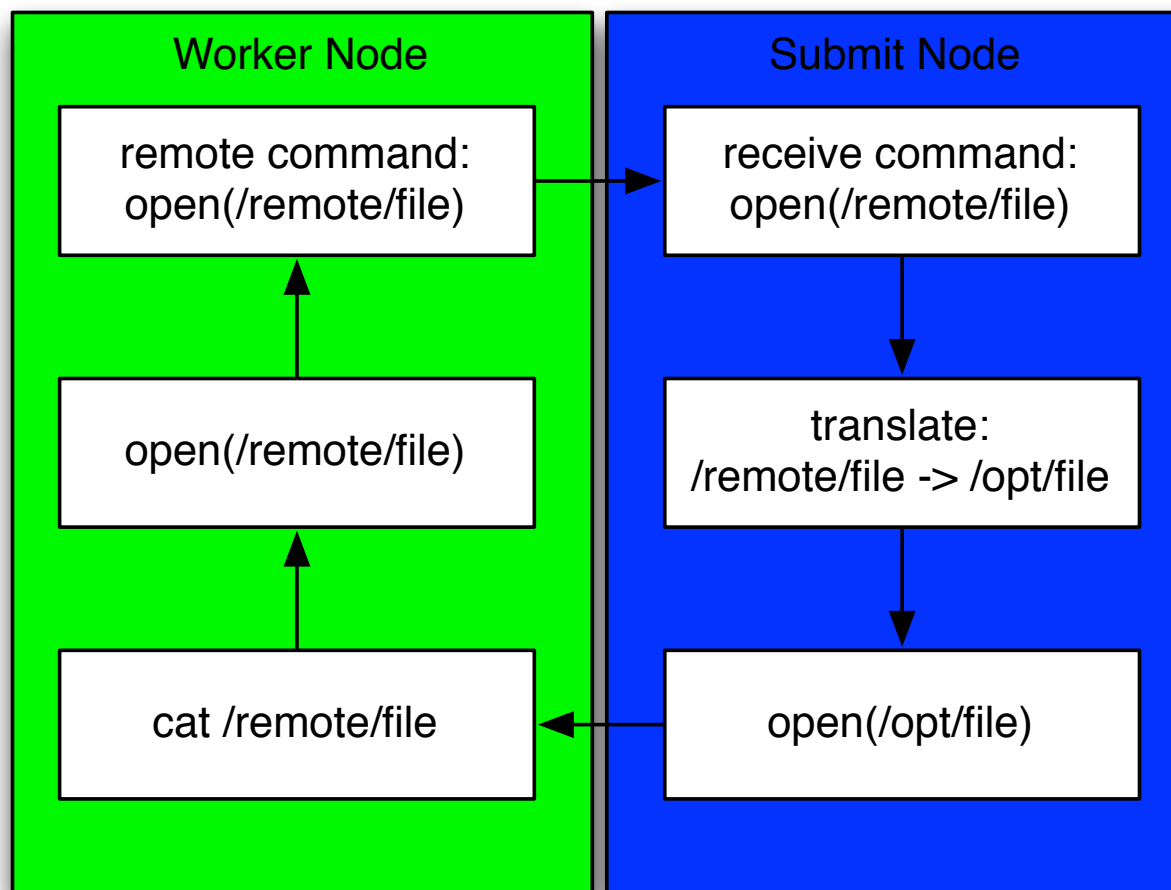 Worker Node
remote command:
open(/remote/file)
open(/remote/file)
cat /remote/file
Submit Node
receive command:
open(/remote/file)
translate:
/remote/file -> /opt/file
open(/opt/file)